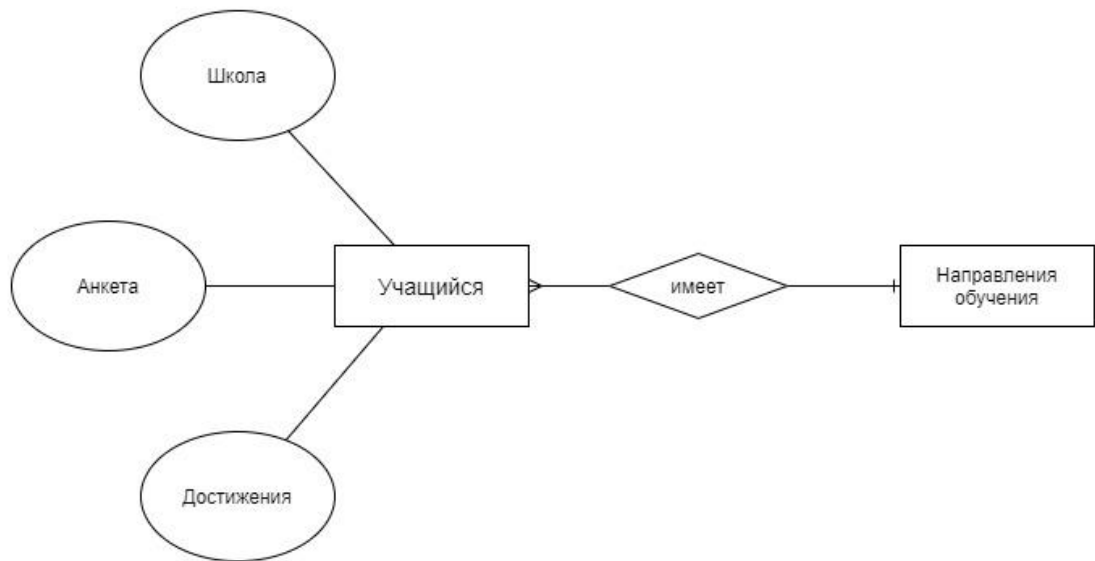 Школа
Анкета
Учащийся
имеет
Направления
обучения
Достижения